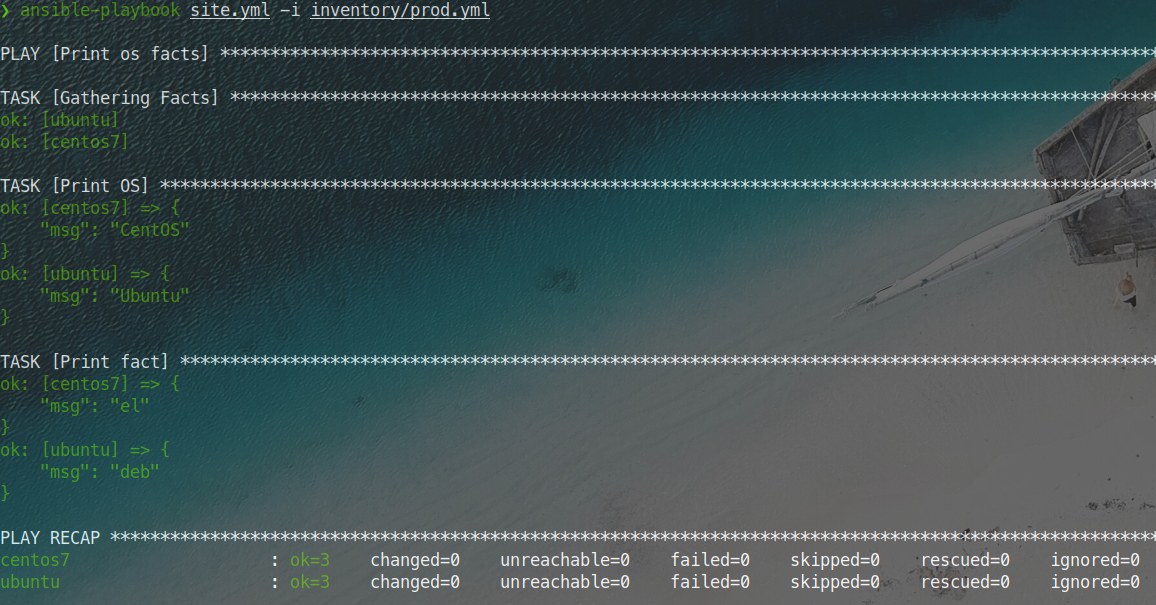 ❯ ansible-playbook site.yml -i inventory/prod.yml
PLAY [Print os facts] **********************************************************************************************
TASK [Gathering Facts] *********************************************************************************************
ok: [ubuntu]
ok: [centos7]
TASK [Print OS] ****************************************************************************************************
ok: [centos7] => {
    "msg": "CentOS"
}
ok: [ubuntu] => {
    "msg": "Ubuntu"
}
TASK [Print fact] **************************************************************************************************
ok: [centos7] => {
    "msg": "el"
}
ok: [ubuntu] => {
    "msg": "deb"
}
PLAY RECAP *********************************************************************************************************
centos7                    : ok=3    changed=0    unreachable=0    failed=0    skipped=0    rescued=0    ignored=0
ubuntu                     : ok=3    changed=0    unreachable=0    failed=0    skipped=0    rescued=0    ignored=0